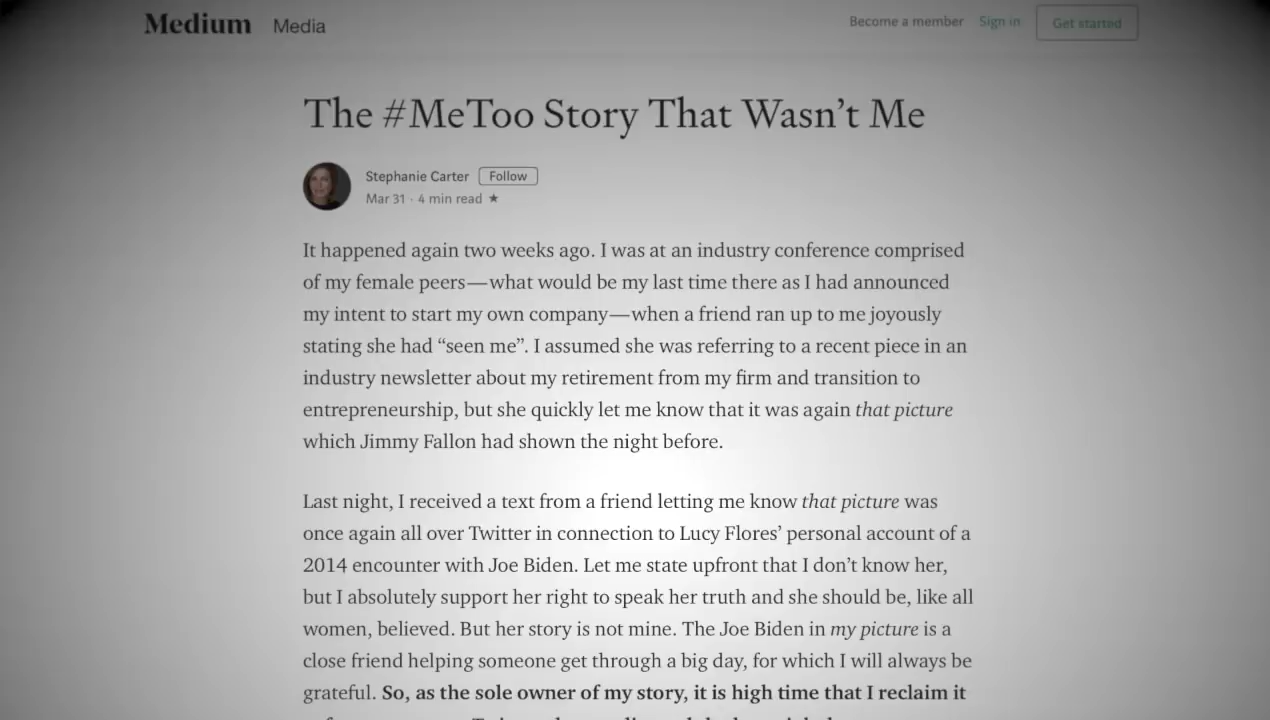 Medium Media Become a member Sign in Get started
The #MeToo Story That Wasn’t Me
Stephanie Carter Follow
Mar 31 · 4 min read ★
It happened again two weeks ago. I was at an industry conference comprised
of my female peers — what would be my last time there as I had announced
my intent to start my own company — when a friend ran up to me joyously
stating she had “seen me”. I assumed she was referring to a recent piece in an
industry newsletter about my retirement from my firm and transition to
entrepreneurship, but she quickly let me know that it was again that picture
which Jimmy Fallon had shown the night before.
Last night, I received a text from a friend letting me know that picture was
once again all over Twitter in connection to Lucy Flores’ personal account of a
2014 encounter with Joe Biden. Let me state upfront that I don’t know her,
but I absolutely support her right to speak her truth and she should be, like all
women, believed. But her story is not mine. The Joe Biden in my picture is a
close friend helping someone get through a big day, for which I will always be
grateful. So, as the sole owner of my story, it is high time that I reclaim it